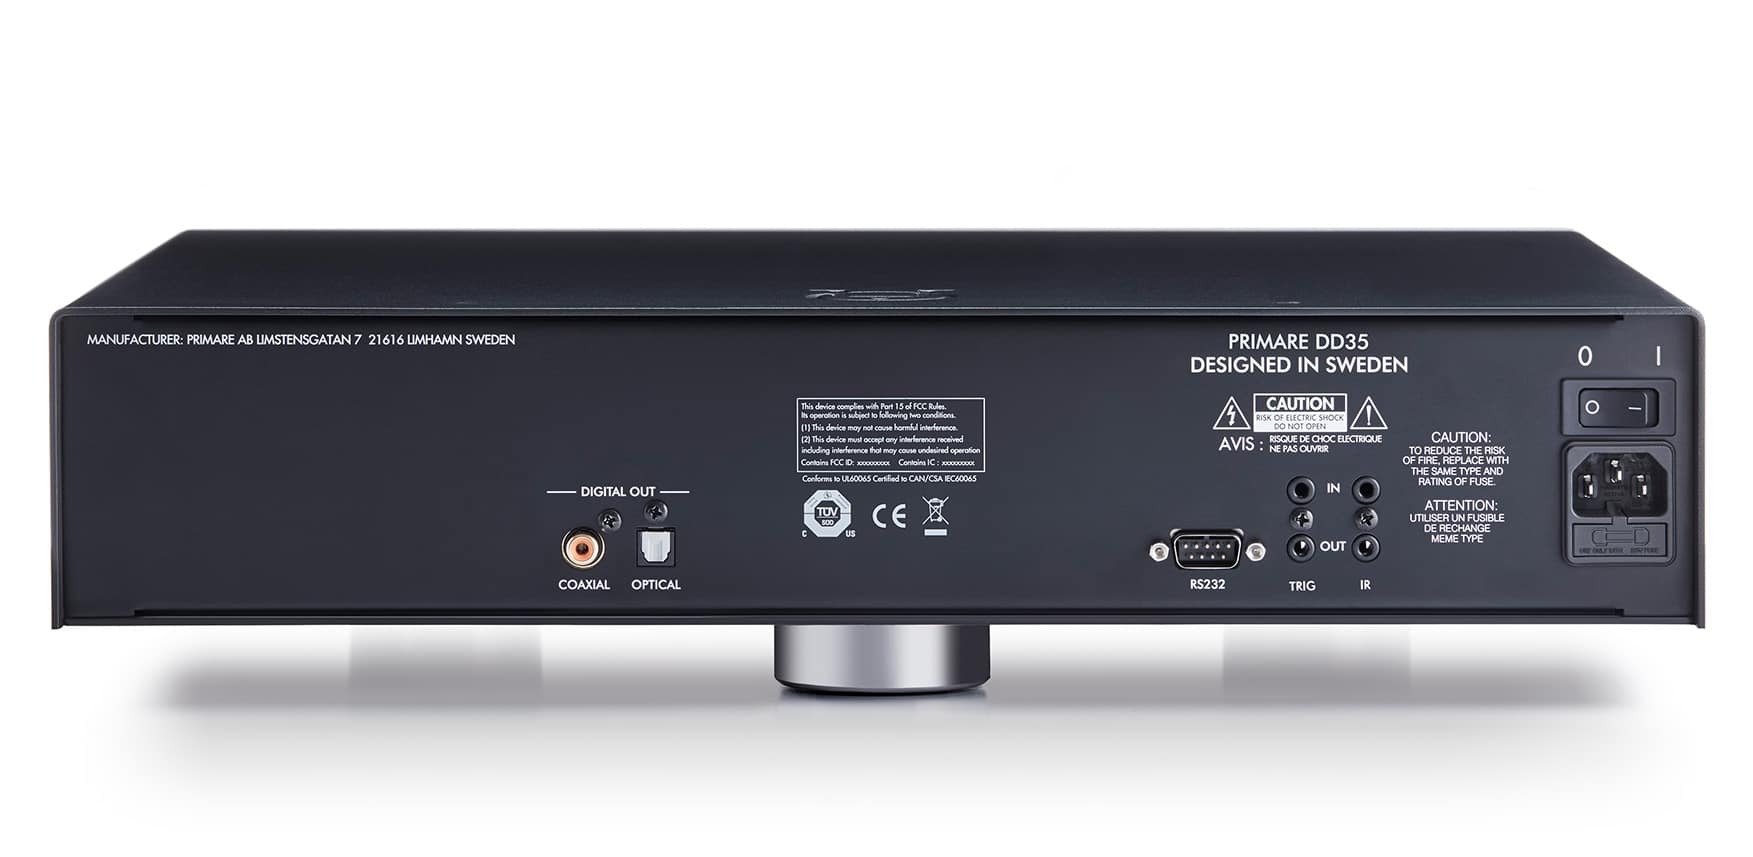 MANUFACTURER: PRIMARE AB LIMSTENSGATAN 7 21616 LIMHAMN SWEDEN
PRIMARE DD35
DESIGNED IN SWEDEN
0 I
CAUTION
RISK OF ELECTRIC SHOCK
DO NOT OPEN
AVIS : RISQUE DE CHOC ELECTRIQUE
NE PAS OUVRIR
This device complies with Part 15 of FCC Rules.
Its operation is subject to following two conditions.
(1) This device may not cause harmful interference.
(2) This device must accept any interference received
including interference that may cause undesired operation
Contains FCC ID: xxxxxxxxx Contains IC : xxxxxxxxx
Conforms to UL60065 Certified to CAN/CSA IEC60065
TÜV
SÜD
C US
CE
CAUTION:
TO REDUCE THE RISK
OF FIRE, REPLACE WITH
THE SAME TYPE AND
RATING OF FUSE.
ATTENTION:
UTILISER UN FUSIBLE
DE RECHANGE
MEME TYPE
DIGITAL OUT
COAXIAL OPTICAL
IN
OUT
RS232 TRIG IR